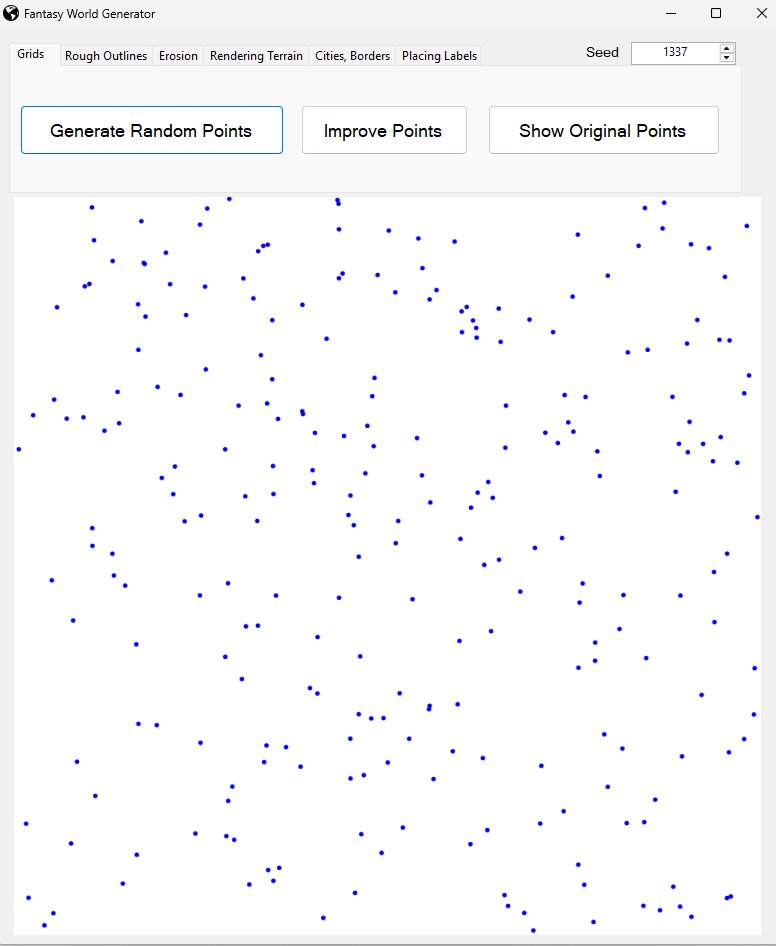 Fantasy World Generator
Grids Rough Outlines Erosion Rendering Terrain Cities, Borders Placing Labels Seed 1337
Generate Random Points Improve Points Show Original Points